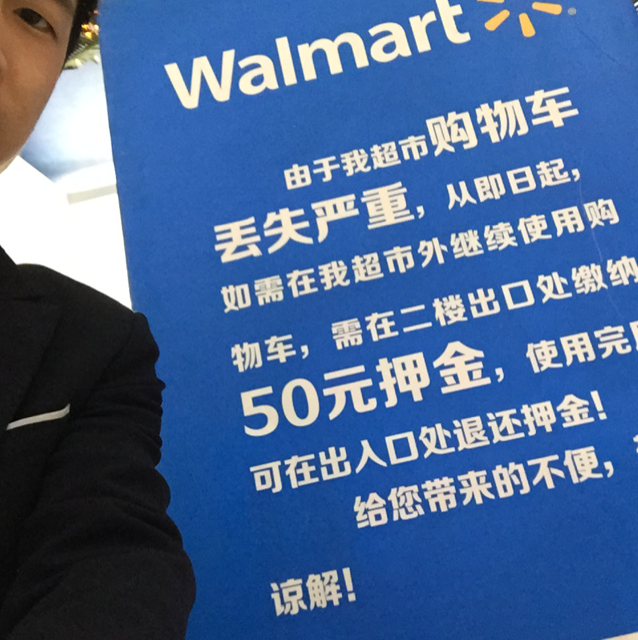 Walmart
由于我超市购物车
丢失严重，从即日起，
如需在我超市外继续使用购
物车，需在二楼出口处缴纳
50元押金，使用完
可在出入口处退还押金！
给您带来的不便，
谅解！